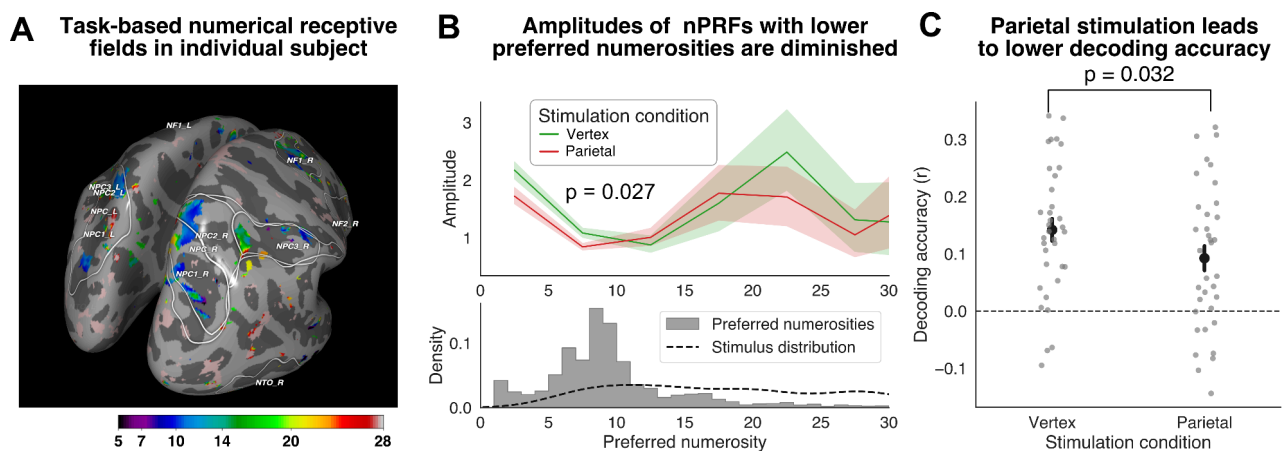 A
Task-based numerical receptive
fields in individual subject
NF1_L
NF1_R
NPC3_L
NPC2_L
NPC_L
NPC1_L
NF2_R
NPC2_R
NPC3_R
NPC_R
NPC1_R
NTO_R
5 7 10 14 20 28
B
Amplitudes of nPRFs with lower
preferred numerosities are diminished
Amplitude
3
2
1
Stimulation condition
Vertex
Parietal
p = 0.027
0 5 10 15 20 25 30
Density
0.1
0.0
Preferred numerosities
Stimulus distribution
0 5 10 15 20 25 30
Preferred numerosity
C
Parietal stimulation leads
to lower decoding accuracy
p = 0.032
Decoding accuracy (r)
0.3
0.2
0.1
0.0
−0.1
Vertex Parietal
Stimulation condition